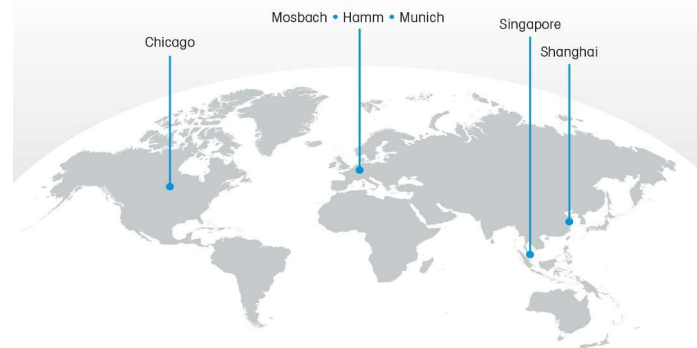 Mosbach • Hamm • Munich
Singapore
Chicago
Shanghai